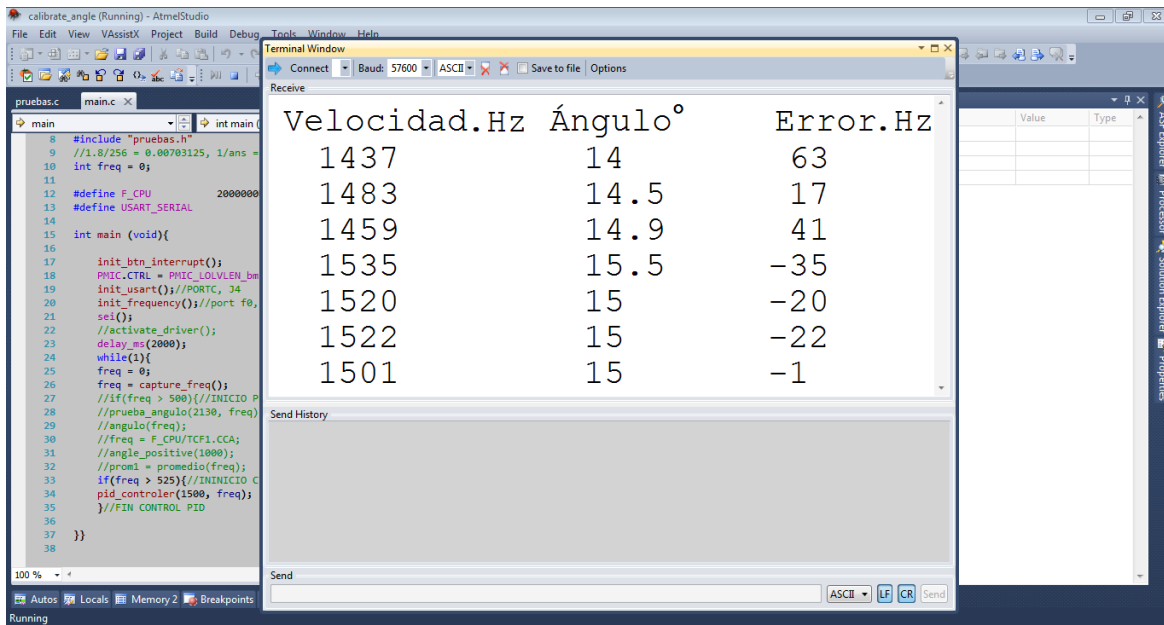 calibrate_angle (Running) - AtmelStudio
File Edit View VAssistX Project Build Debug Tools Window Help
Terminal Window
Connect Baud: 57600 ASCII Save to file Options
Receive
pruebas.c main.c
main int main (
Velocidad.Hz Ángulo° Error.Hz
1437 14 63
1483 14.5 17
1459 14.9 41
1535 15.5 -35
1520 15 -20
1522 15 -22
1501 15 -1
8 #include "pruebas.h"
9 //1.8/256 = 0.00703125, 1/ans =
10 int freq = 0;
11
12 #define F_CPU 2000000
13 #define USART_SERIAL
14
15 int main (void){
16
17 init_btn_interrupt();
18 PMIC.CTRL = PMIC_LOLVLEN_bm
19 init_usart();//PORTC, J4
20 init_frequency();//port f0,
21 sei();
22 //activate_driver();
23 delay_ms(2000);
24 while(1){
25 freq = 0;
26 freq = capture_freq();
27 //if(freq > 500){//INICIO P
28 //prueba_angulo(2130, freq)
29 //angulo(freq);
30 //freq = F_CPU/TCF1.CCA;
31 //angle_positive(1000);
32 //prom1 = promedio(freq);
33 if(freq > 525){//ININICIO C
34 pid_controler(1500, freq);
35 }//FIN CONTROL PID
36
37 }}
38
100 %
Send History
Send
ASCII LF CR Send
Value Type
ASF Explorer
Processor
Solution Explorer
Properties
Autos Locals Memory 2 Breakpoints
Running